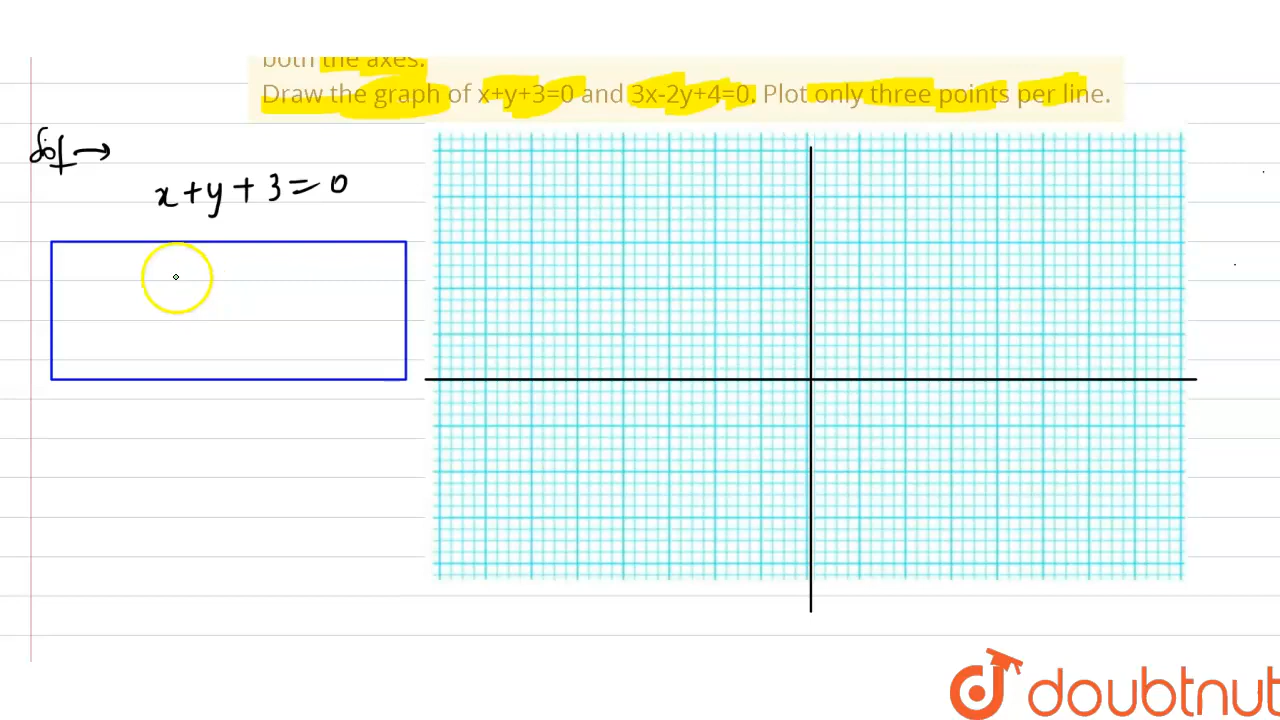 both the axes.
Draw the graph of x+y+3=0 and 3x-2y+4=0. Plot only three points per line.
Sol →
x+y+3=0
doubtnut